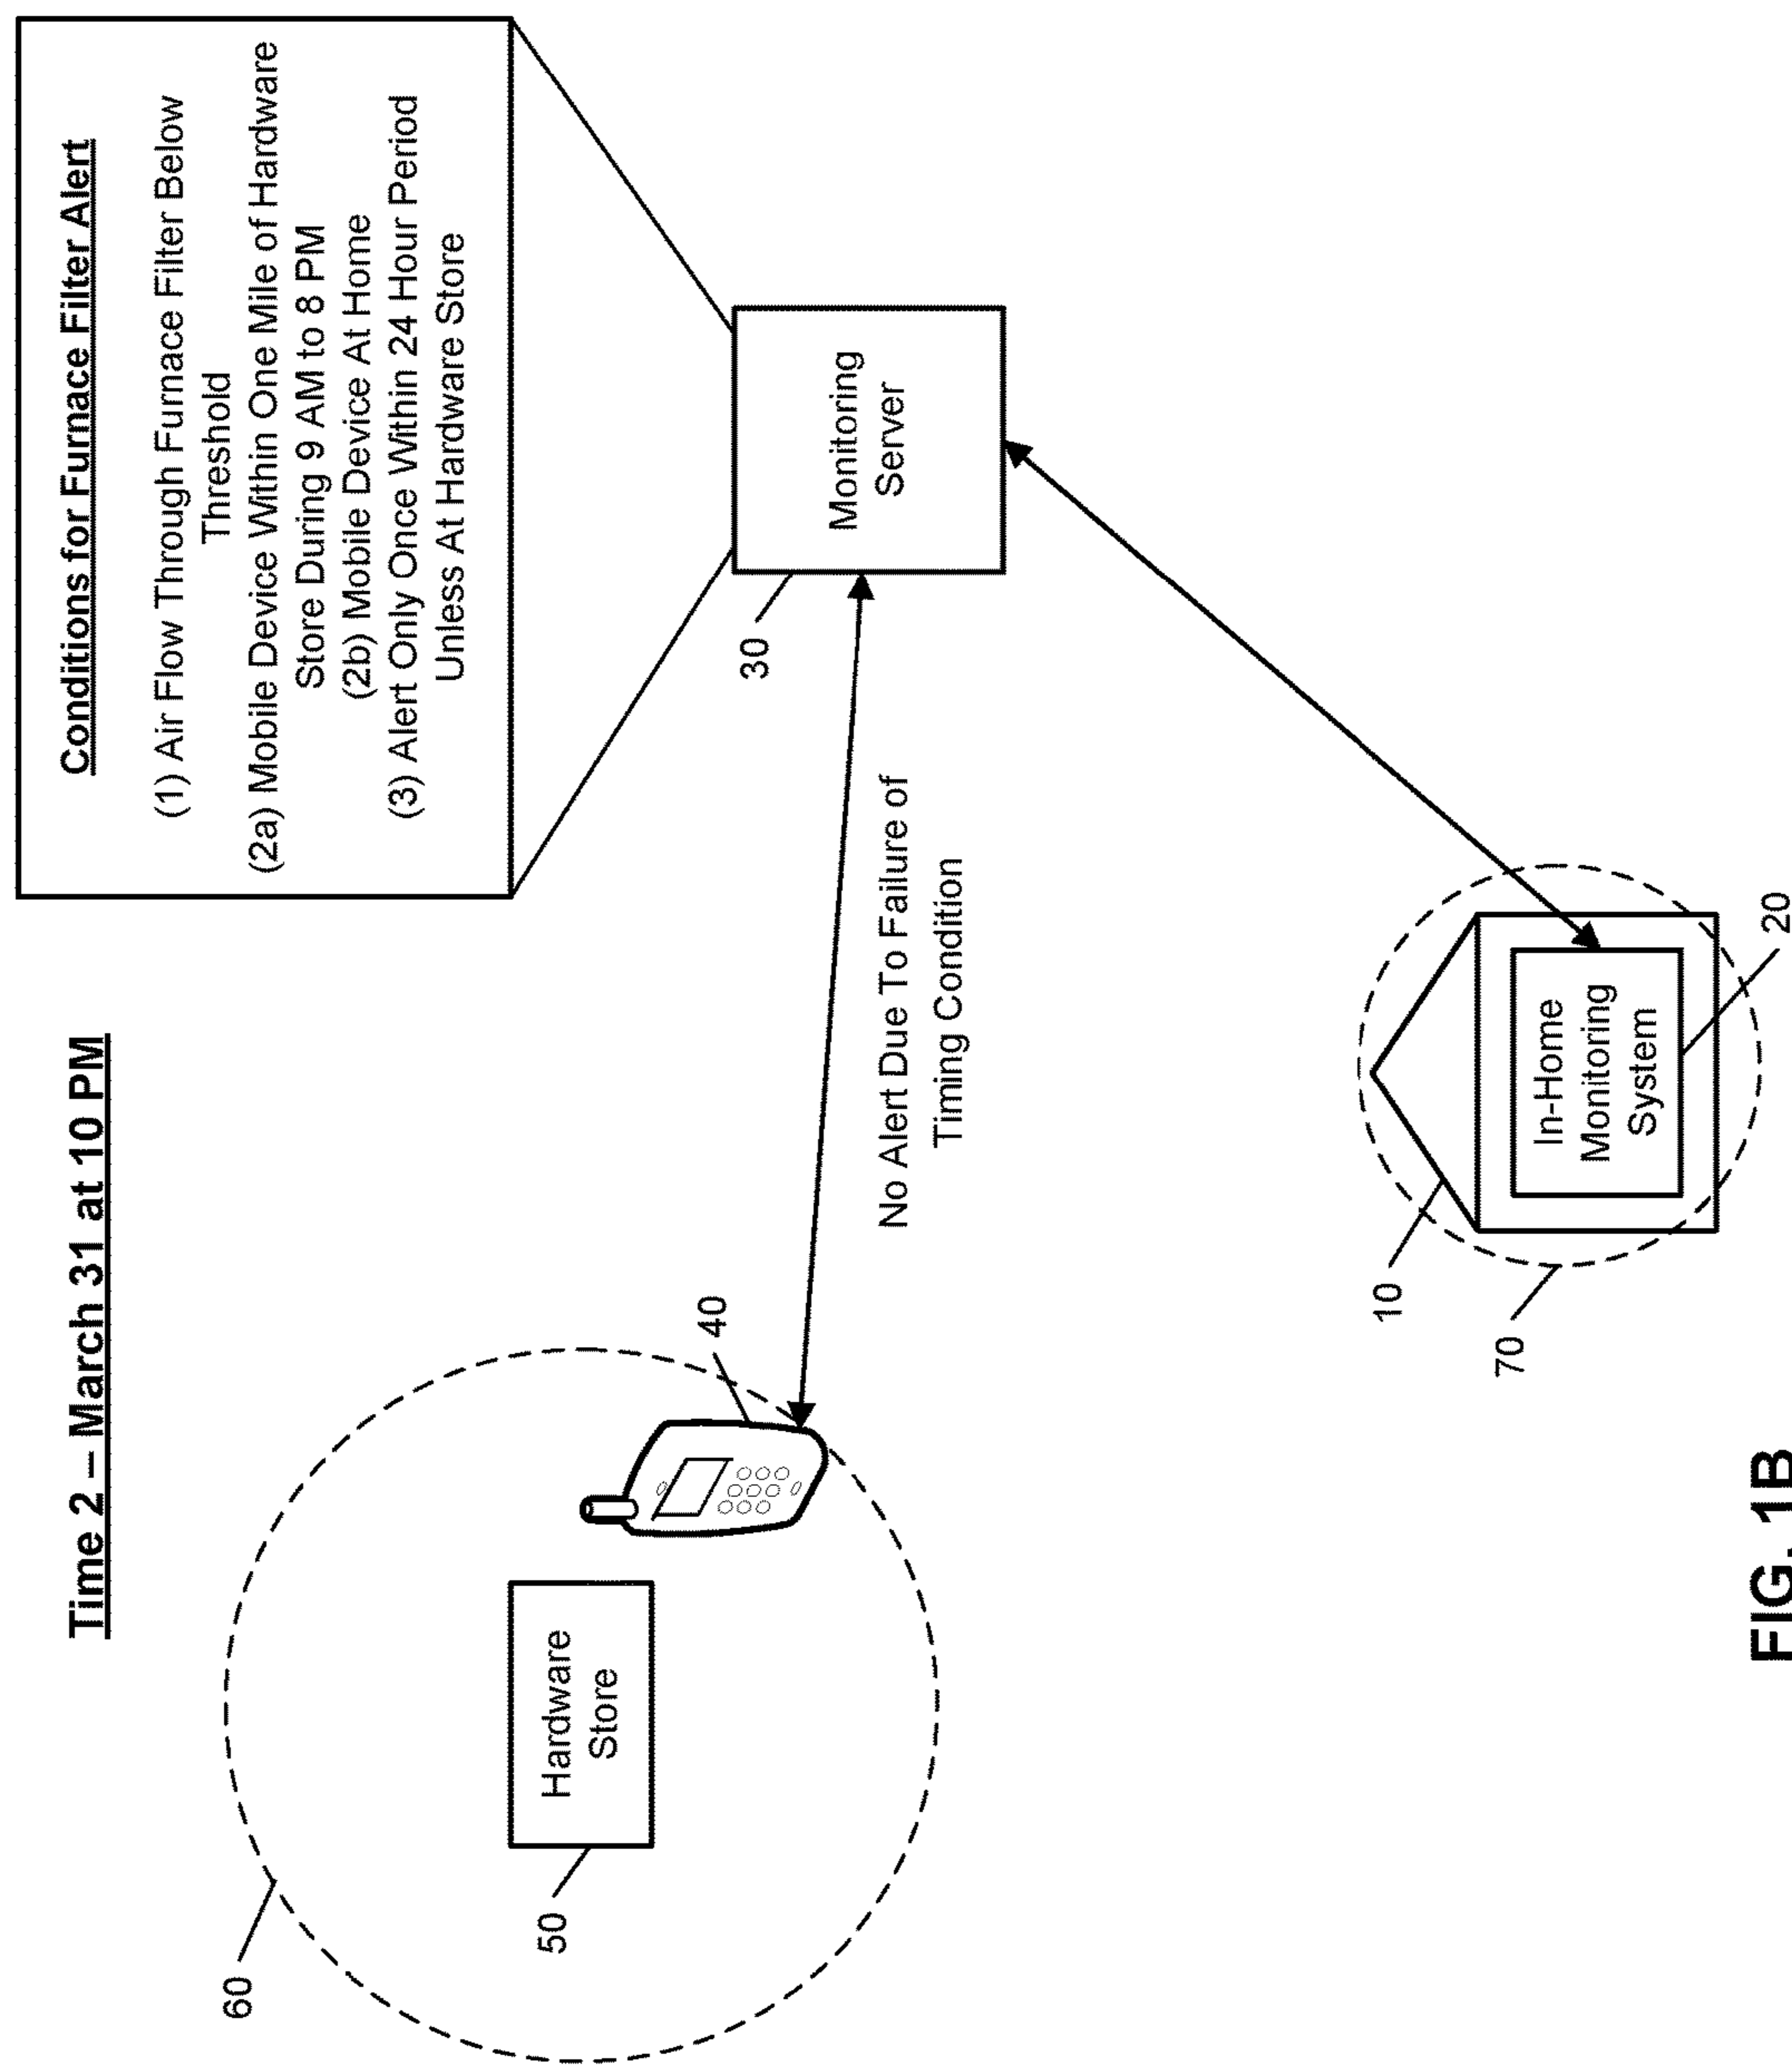 Time 2 – March 31 at 10 PM
Conditions for Furnace Filter Alert
(1) Air Flow Through Furnace Filter Below
Threshold
(2a) Mobile Device Within One Mile of Hardware
Store During 9 AM to 8 PM
(2b) Mobile Device At Home
(3) Alert Only Once Within 24 Hour Period
Unless At Hardware Store
60
50
Hardware
Store
40
30
Monitoring
Server
No Alert Due To Failure of
Timing Condition
10
70
In-Home
Monitoring
System
20
FIG. 1B